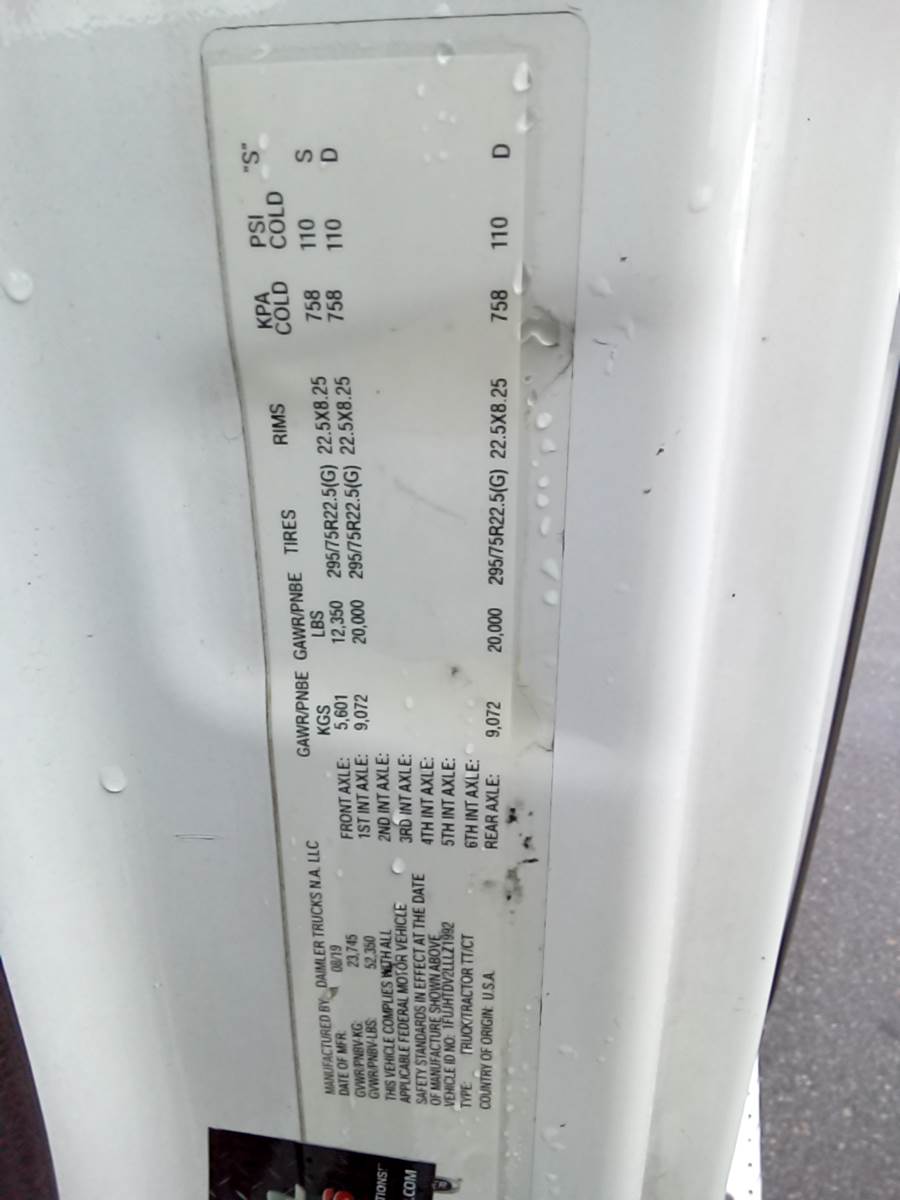 MANUFACTURED BY: DAIMLER TRUCKS N.A. LLC
DATE OF MFR: 08/19
GVWR/PNBV-KG: 23,745
GVWR/PNBV-LBS: 52,350
THIS VEHICLE COMPLIES WITH ALL
APPLICABLE FEDERAL MOTOR VEHICLE
SAFETY STANDARDS IN EFFECT AT THE DATE
OF MANUFACTURE SHOWN ABOVE
VEHICLE ID NO: 1FUJHTDV2LLLZ1992
TYPE: TRUCK/TRACTOR TT/CT
COUNTRY OF ORIGIN: U.S.A.
GAWR/PNBE GAWR/PNBE TIRES RIMS KPA PSI "S"
KGS LBS COLD COLD
FRONT AXLE: 5,601 12,350 295/75R22.5(G) 22.5X8.25 758 110 S
1ST INT AXLE: 9,072 20,000 295/75R22.5(G) 22.5X8.25 758 110 D
2ND INT AXLE:
3RD INT AXLE:
4TH INT AXLE:
5TH INT AXLE:
6TH INT AXLE:
REAR AXLE: 9,072 20,000 295/75R22.5(G) 22.5X8.25 758 110 D
.COM